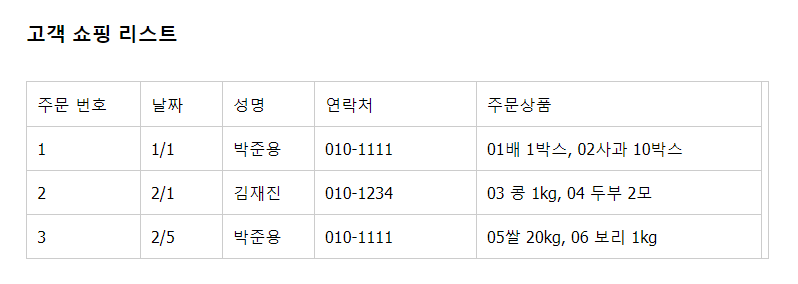 고객 쇼핑 리스트
주문 번호 날짜 성명 연락처 주문상품
1 1/1 박준용 010-1111 01배 1박스, 02사과 10박스
2 2/1 김재진 010-1234 03 콩 1kg, 04 두부 2모
3 2/5 박준용 010-1111 05쌀 20kg, 06 보리 1kg